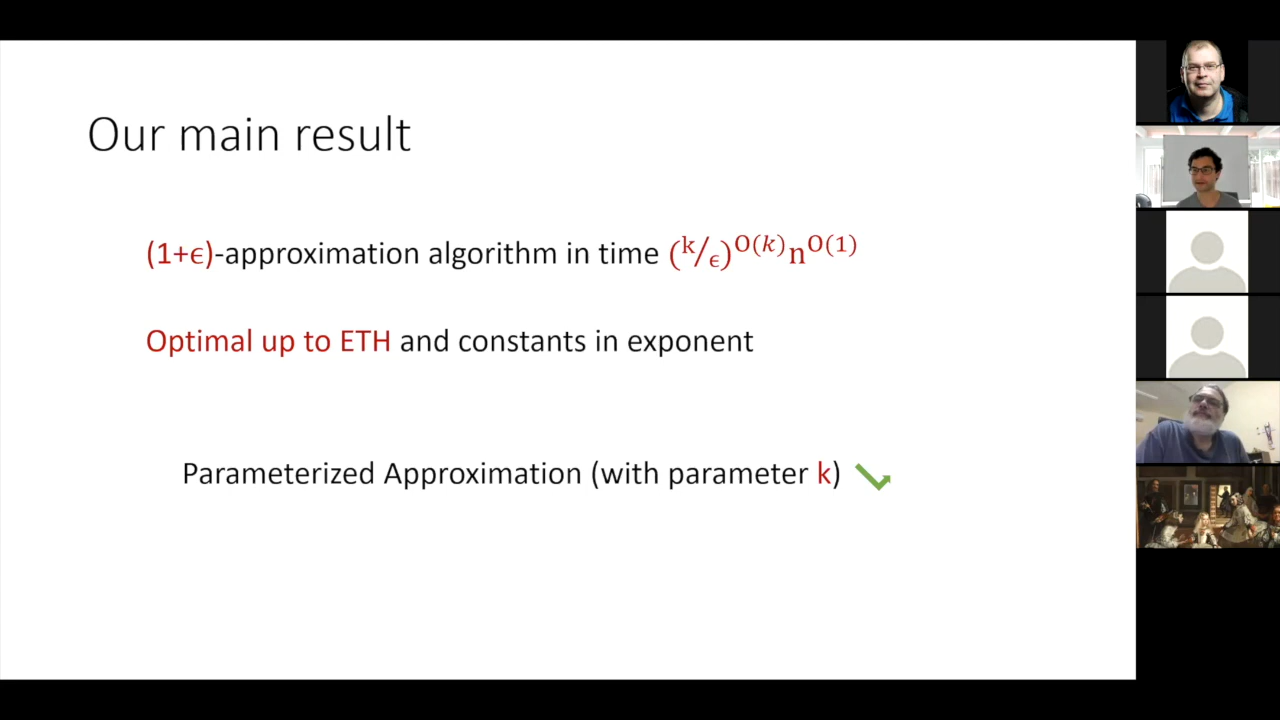 Our main result
(1+ϵ)-approximation algorithm in time (k/ϵ)^O(k) n^O(1)
Optimal up to ETH and constants in exponent
Parameterized Approximation (with parameter k)